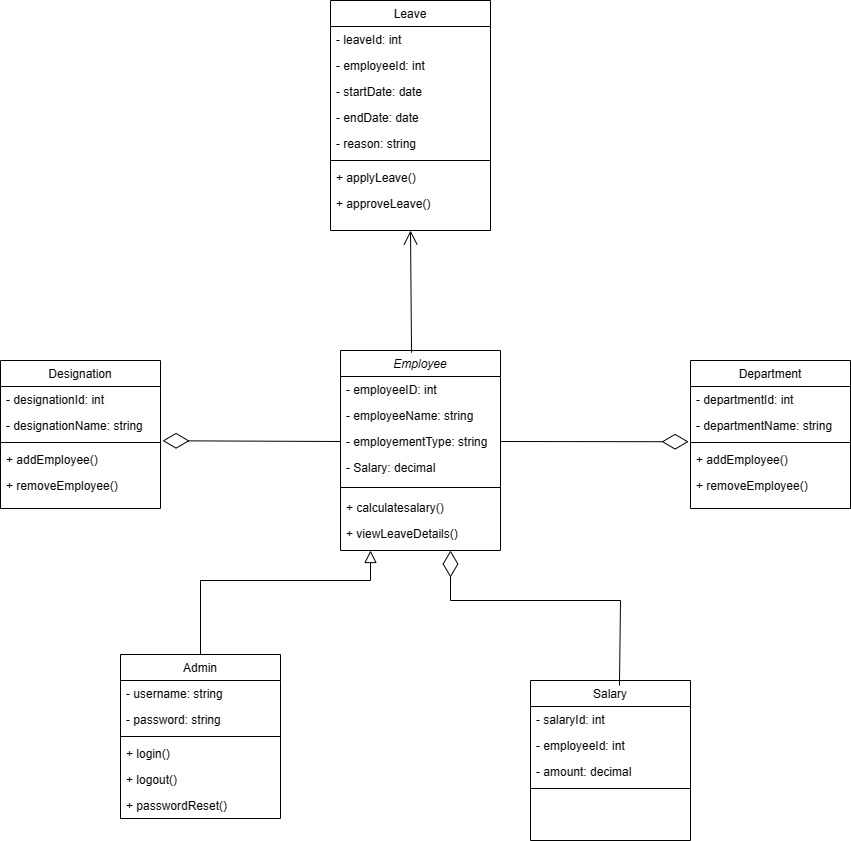 Leave
- leaveId: int
- employeeId: int
- startDate: date
- endDate: date
- reason: string
+ applyLeave()
+ approveLeave()
Designation
- designationId: int
- designationName: string
+ addEmployee()
+ removeEmployee()
Employee
- employeeID: int
- employeeName: string
- employementType: string
- Salary: decimal
+ calculatesalary()
+ viewLeaveDetails()
Department
- departmentId: int
- departmentName: string
+ addEmployee()
+ removeEmployee()
Admin
- username: string
- password: string
+ login()
+ logout()
+ passwordReset()
Salary
- salaryId: int
- employeeId: int
- amount: decimal